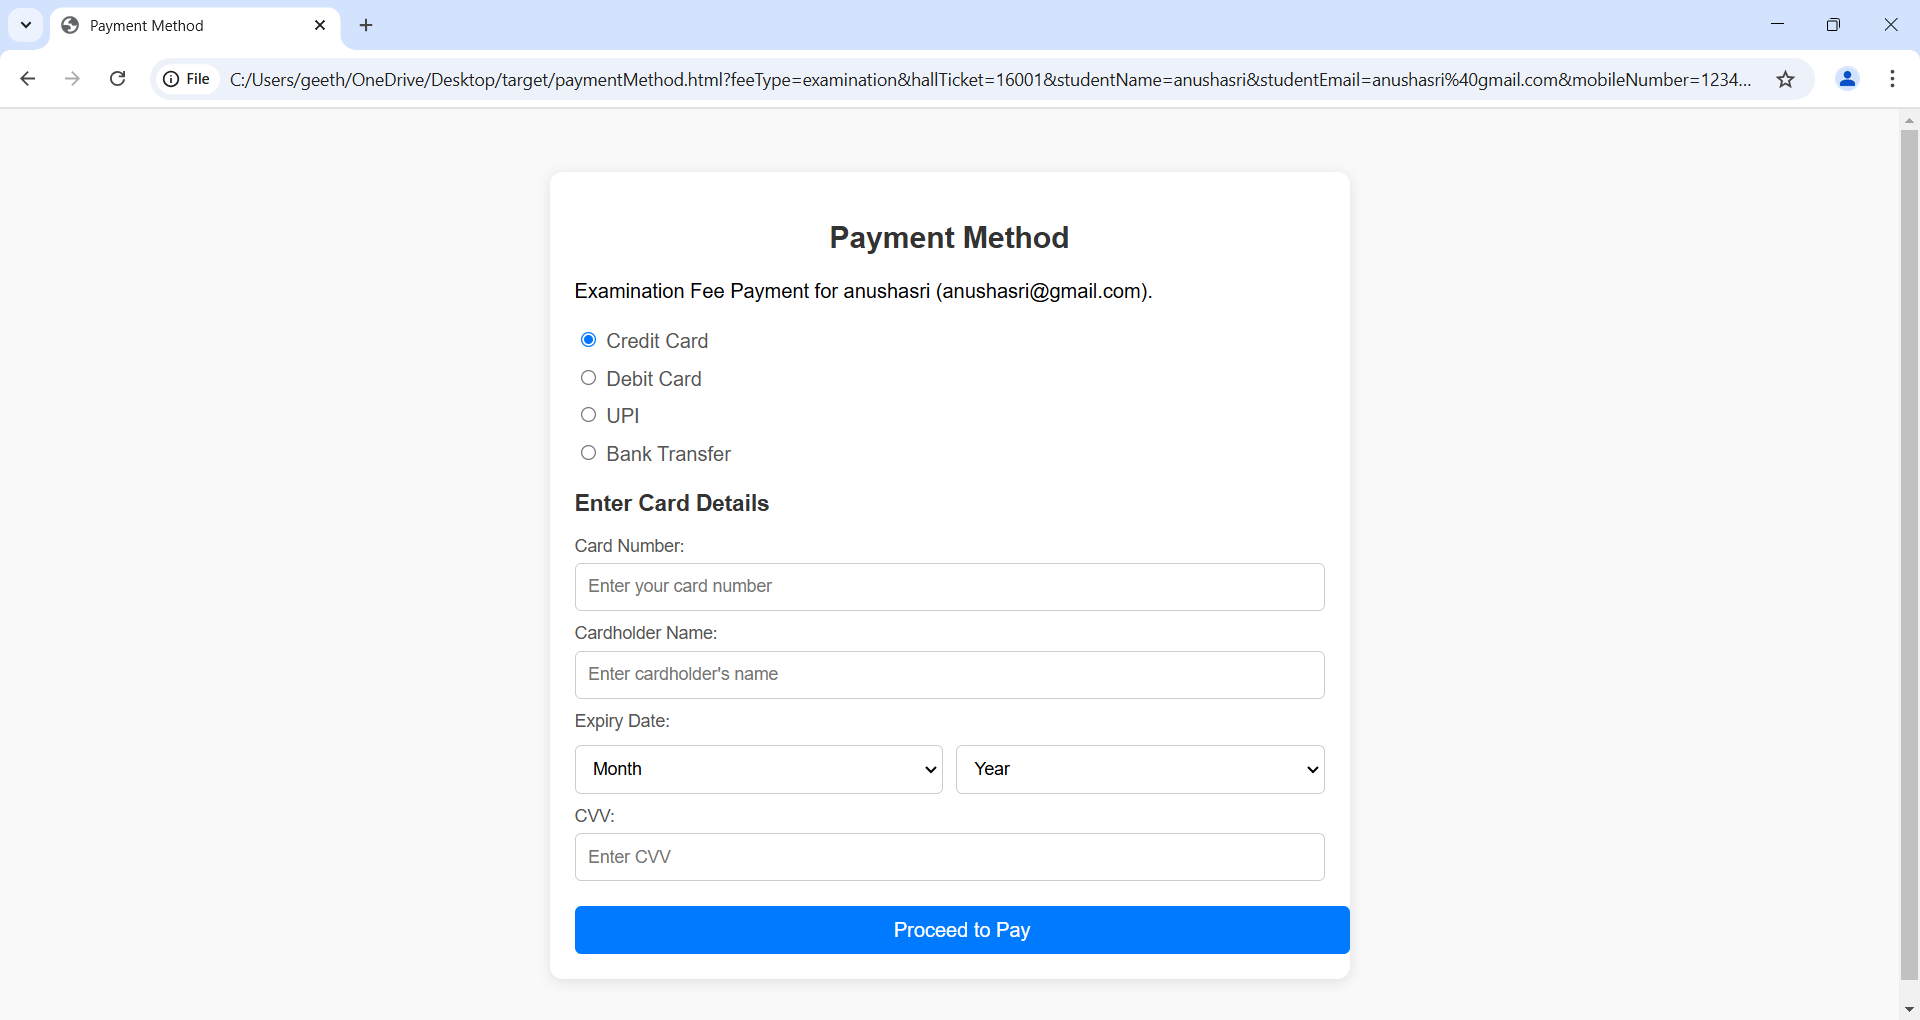 Payment Method
File
C:/Users/geeth/OneDrive/Desktop/target/paymentMethod.html?feeType=examination&hallTicket=16001&studentName=anushasri&studentEmail=anushasri%40gmail.com&mobileNumber=1234...
Payment Method
Examination Fee Payment for anushasri (anushasri@gmail.com).
Credit Card
Debit Card
UPI
Bank Transfer
Enter Card Details
Card Number:
Enter your card number
Cardholder Name:
Enter cardholder's name
Expiry Date:
Month Year
CVV:
Enter CVV
Proceed to Pay